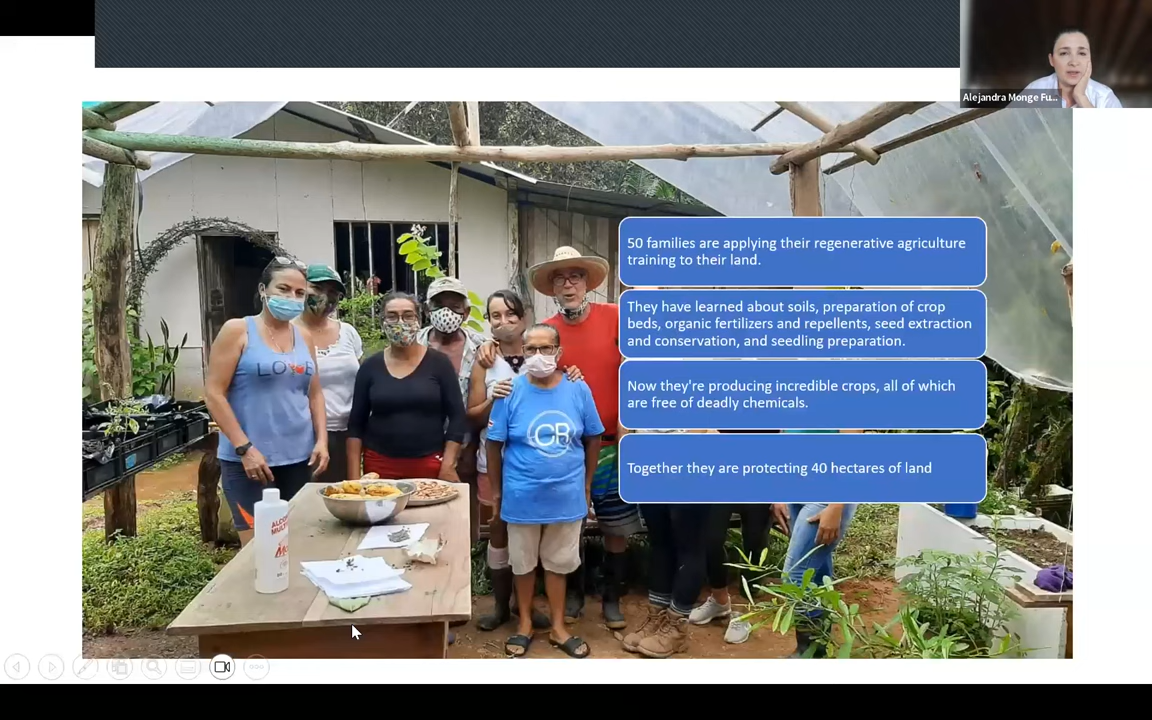 Alejandra Monge Fu...
50 families are applying their regenerative agriculture
training to their land.
They have learned about soils, preparation of crop
beds, organic fertilizers and repellents, seed extraction
and conservation, and seedling preparation.
Now they're producing incredible crops, all of which
are free of deadly chemicals.
Together they are protecting 40 hectares of land
LOVE
CR
ALCO
MULT